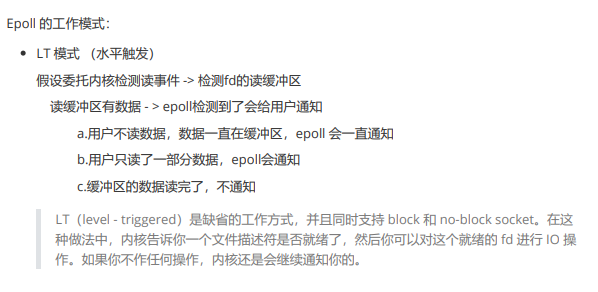 Epoll 的工作模式：
• LT 模式 （水平触发）
假设委托内核检测读事件 -> 检测fd的读缓冲区
读缓冲区有数据 - > epoll检测到了会给用户通知
a.用户不读数据，数据一直在缓冲区，epoll 会一直通知
b.用户只读了一部分数据，epoll会通知
c.缓冲区的数据读完了，不通知
LT（level - triggered）是缺省的工作方式，并且同时支持 block 和 no-block socket。在这
种做法中，内核告诉你一个文件描述符是否就绪了，然后你可以对这个就绪的 fd 进行 IO 操
作。如果你不作任何操作，内核还是会继续通知你的。